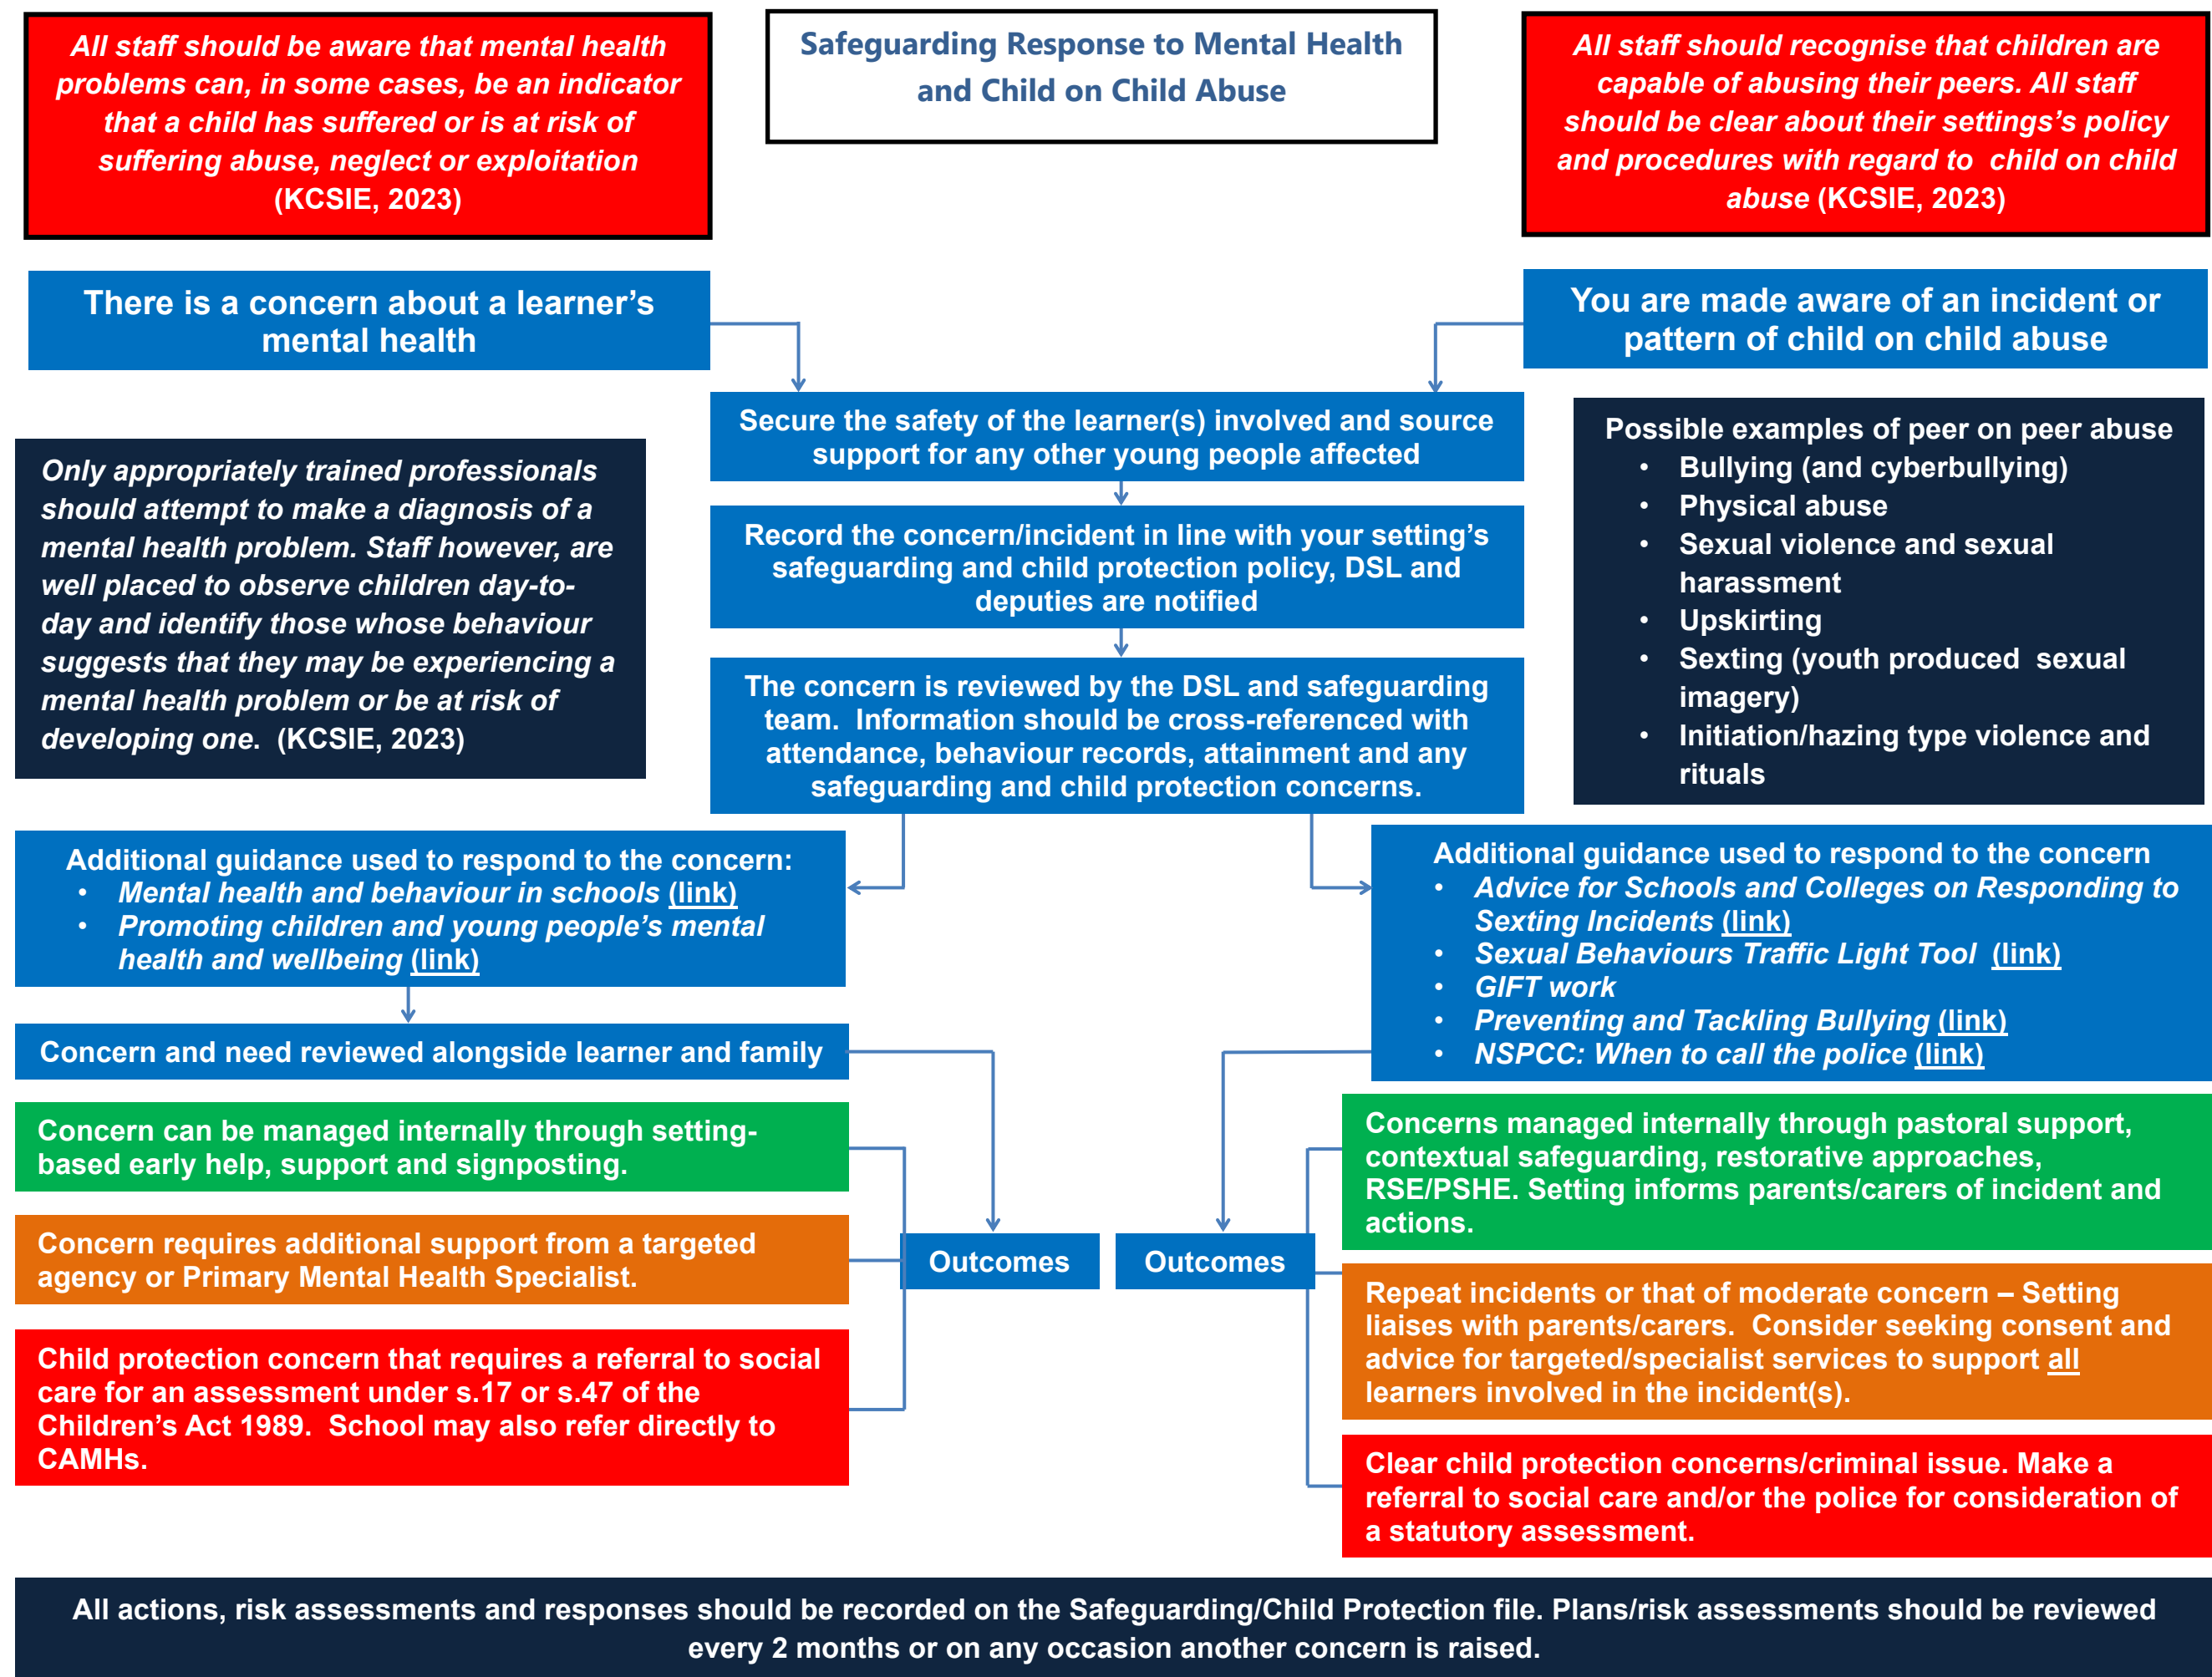 All staff should be aware that mental health
problems can, in some cases, be an indicator
that a child has suffered or is at risk of
suffering abuse, neglect or exploitation
(KCSIE, 2023)
Safeguarding Response to Mental Health
and Child on Child Abuse
All staff should recognise that children are
capable of abusing their peers. All staff
should be clear about their settings's policy
and procedures with regard to child on child
abuse (KCSIE, 2023)
There is a concern about a learner’s
mental health
You are made aware of an incident or
pattern of child on child abuse
Secure the safety of the learner(s) involved and source
support for any other young people affected
Only appropriately trained professionals
should attempt to make a diagnosis of a
mental health problem. Staff however, are
well placed to observe children day-to-
day and identify those whose behaviour
suggests that they may be experiencing a
mental health problem or be at risk of
developing one. (KCSIE, 2023)
Record the concern/incident in line with your setting’s
safeguarding and child protection policy, DSL and
deputies are notified
Possible examples of peer on peer abuse
• Bullying (and cyberbullying)
• Physical abuse
• Sexual violence and sexual
harassment
• Upskirting
• Sexting (youth produced sexual
imagery)
• Initiation/hazing type violence and
rituals
The concern is reviewed by the DSL and safeguarding
team. Information should be cross-referenced with
attendance, behaviour records, attainment and any
safeguarding and child protection concerns.
Additional guidance used to respond to the concern:
• Mental health and behaviour in schools (link)
• Promoting children and young people’s mental
health and wellbeing (link)
Additional guidance used to respond to the concern
• Advice for Schools and Colleges on Responding to
Sexting Incidents (link)
• Sexual Behaviours Traffic Light Tool (link)
• GIFT work
• Preventing and Tackling Bullying (link)
• NSPCC: When to call the police (link)
Concern and need reviewed alongside learner and family
Concern can be managed internally through setting-
based early help, support and signposting.
Concern requires additional support from a targeted
agency or Primary Mental Health Specialist.
Child protection concern that requires a referral to social
care for an assessment under s.17 or s.47 of the
Children’s Act 1989. School may also refer directly to
CAMHs.
Outcomes
Outcomes
Concerns managed internally through pastoral support,
contextual safeguarding, restorative approaches,
RSE/PSHE. Setting informs parents/carers of incident and
actions.
Repeat incidents or that of moderate concern – Setting
liaises with parents/carers. Consider seeking consent and
advice for targeted/specialist services to support all
learners involved in the incident(s).
Clear child protection concerns/criminal issue. Make a
referral to social care and/or the police for consideration of
a statutory assessment.
All actions, risk assessments and responses should be recorded on the Safeguarding/Child Protection file. Plans/risk assessments should be reviewed
every 2 months or on any occasion another concern is raised.